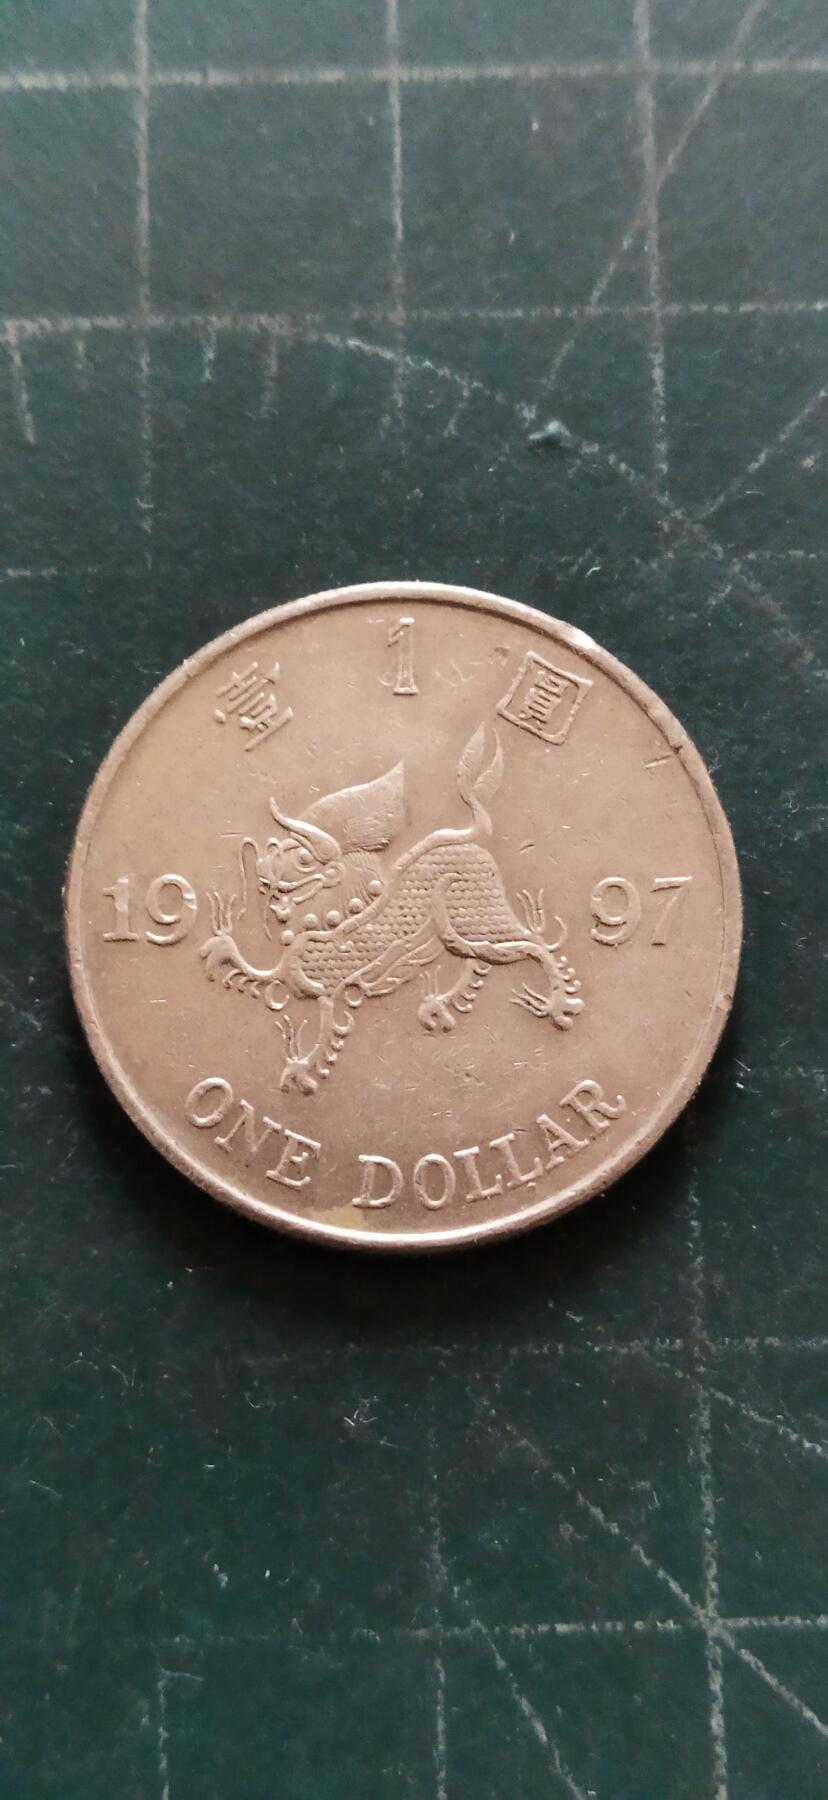 壹 1 圓
19 97
ONE DOLLAR